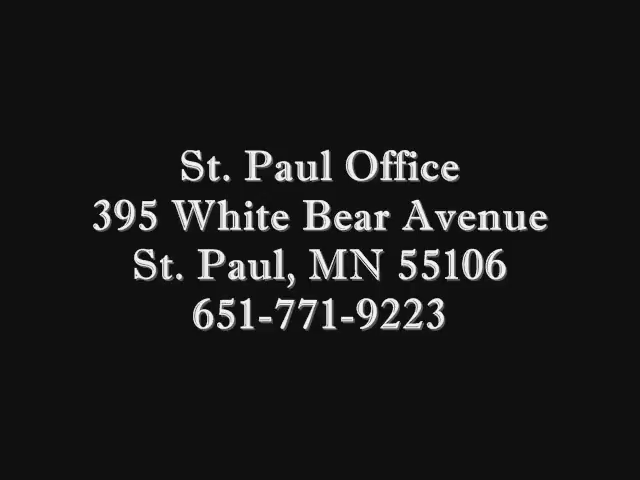 St. Paul Office
395 White Bear Avenue
St. Paul, MN 55106
651-771-9223